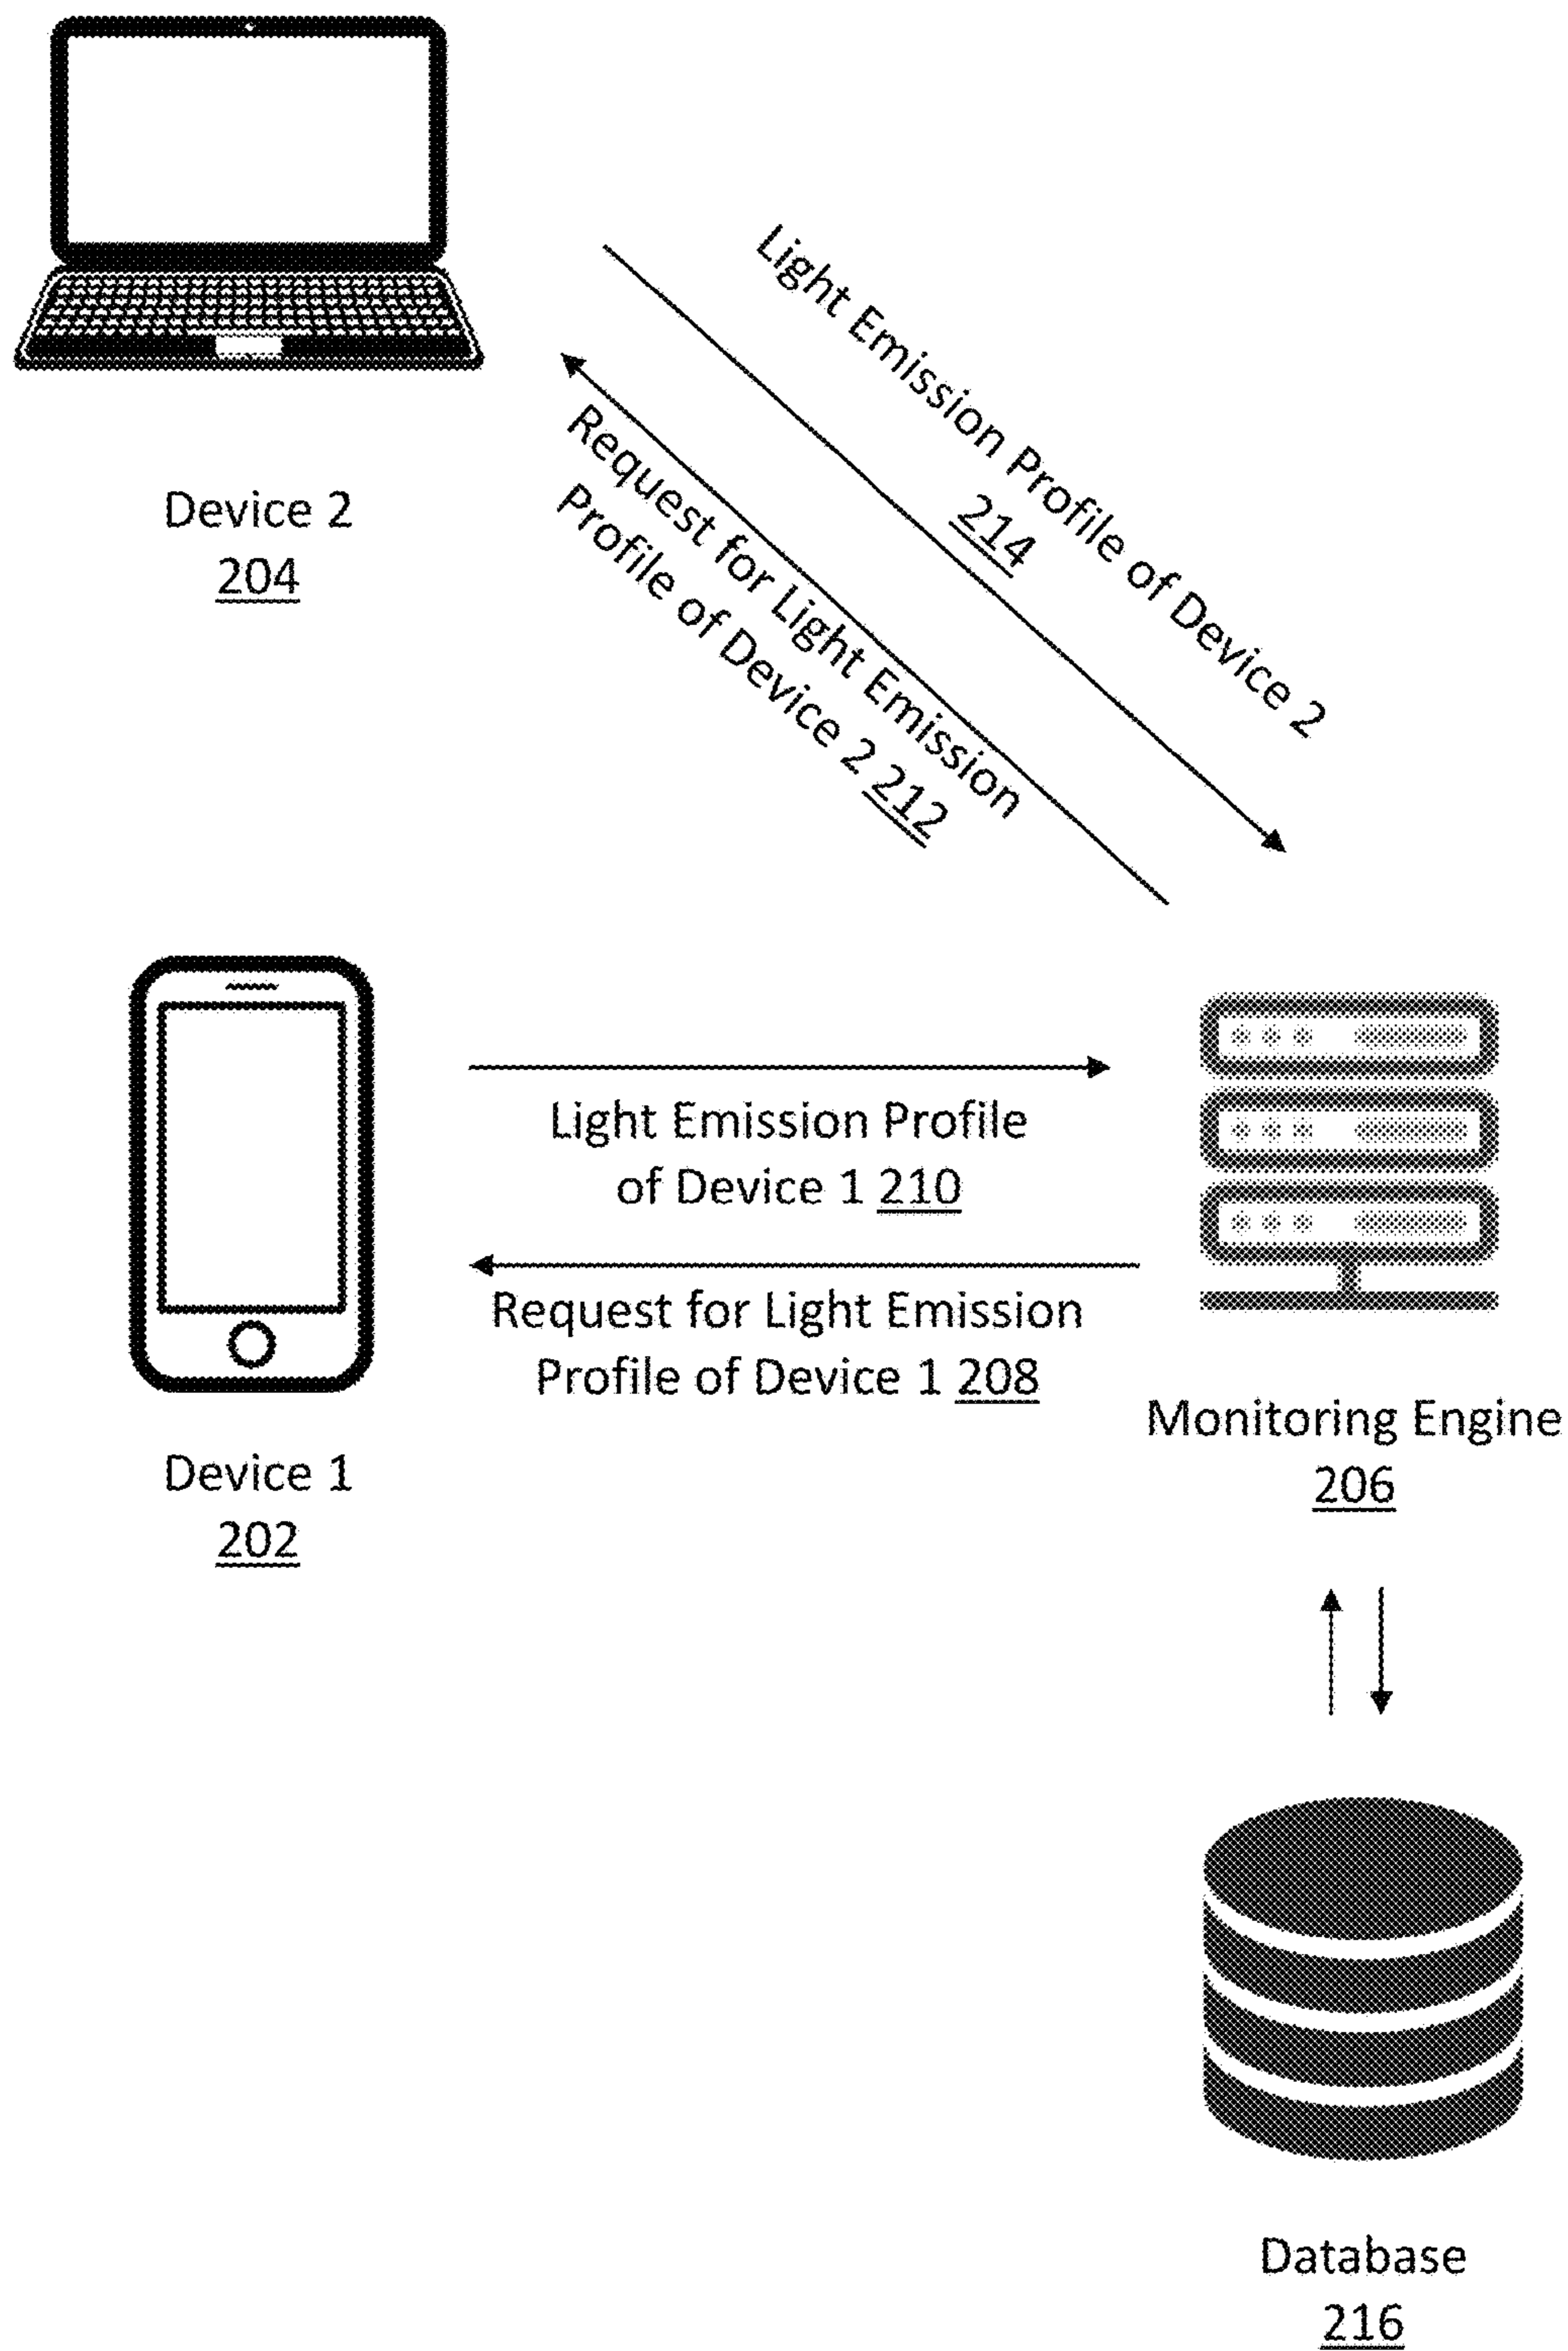 Light Emission Profile of Device 2
214
Request for Light Emission
Profile of Device 2 212
Device 2
204
Light Emission Profile
of Device 1 210
Request for Light Emission
Profile of Device 1 208
Device 1
202
Monitoring Engine
206
Database
216